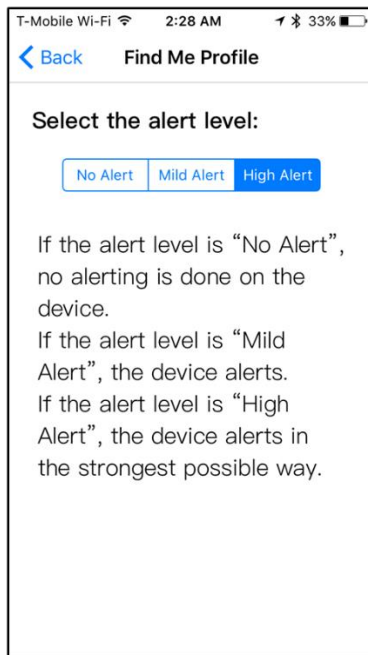 T-Mobile Wi-Fi 2:28 AM 33%
Back Find Me Profile
Select the alert level:
No Alert Mild Alert High Alert
If the alert level is “No Alert”,
no alerting is done on the
device.
If the alert level is “Mild
Alert”, the device alerts.
If the alert level is “High
Alert”, the device alerts in
the strongest possible way.